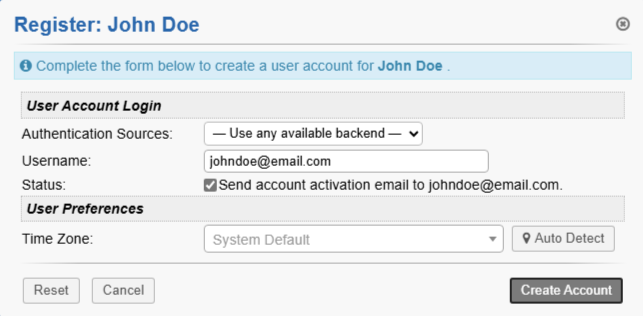 Register: John Doe
Complete the form below to create a user account for John Doe .
User Account Login
Authentication Sources: — Use any available backend —
Username: johndoe@email.com
Status: Send account activation email to johndoe@email.com.
User Preferences
Time Zone: System Default Auto Detect
Reset Cancel Create Account